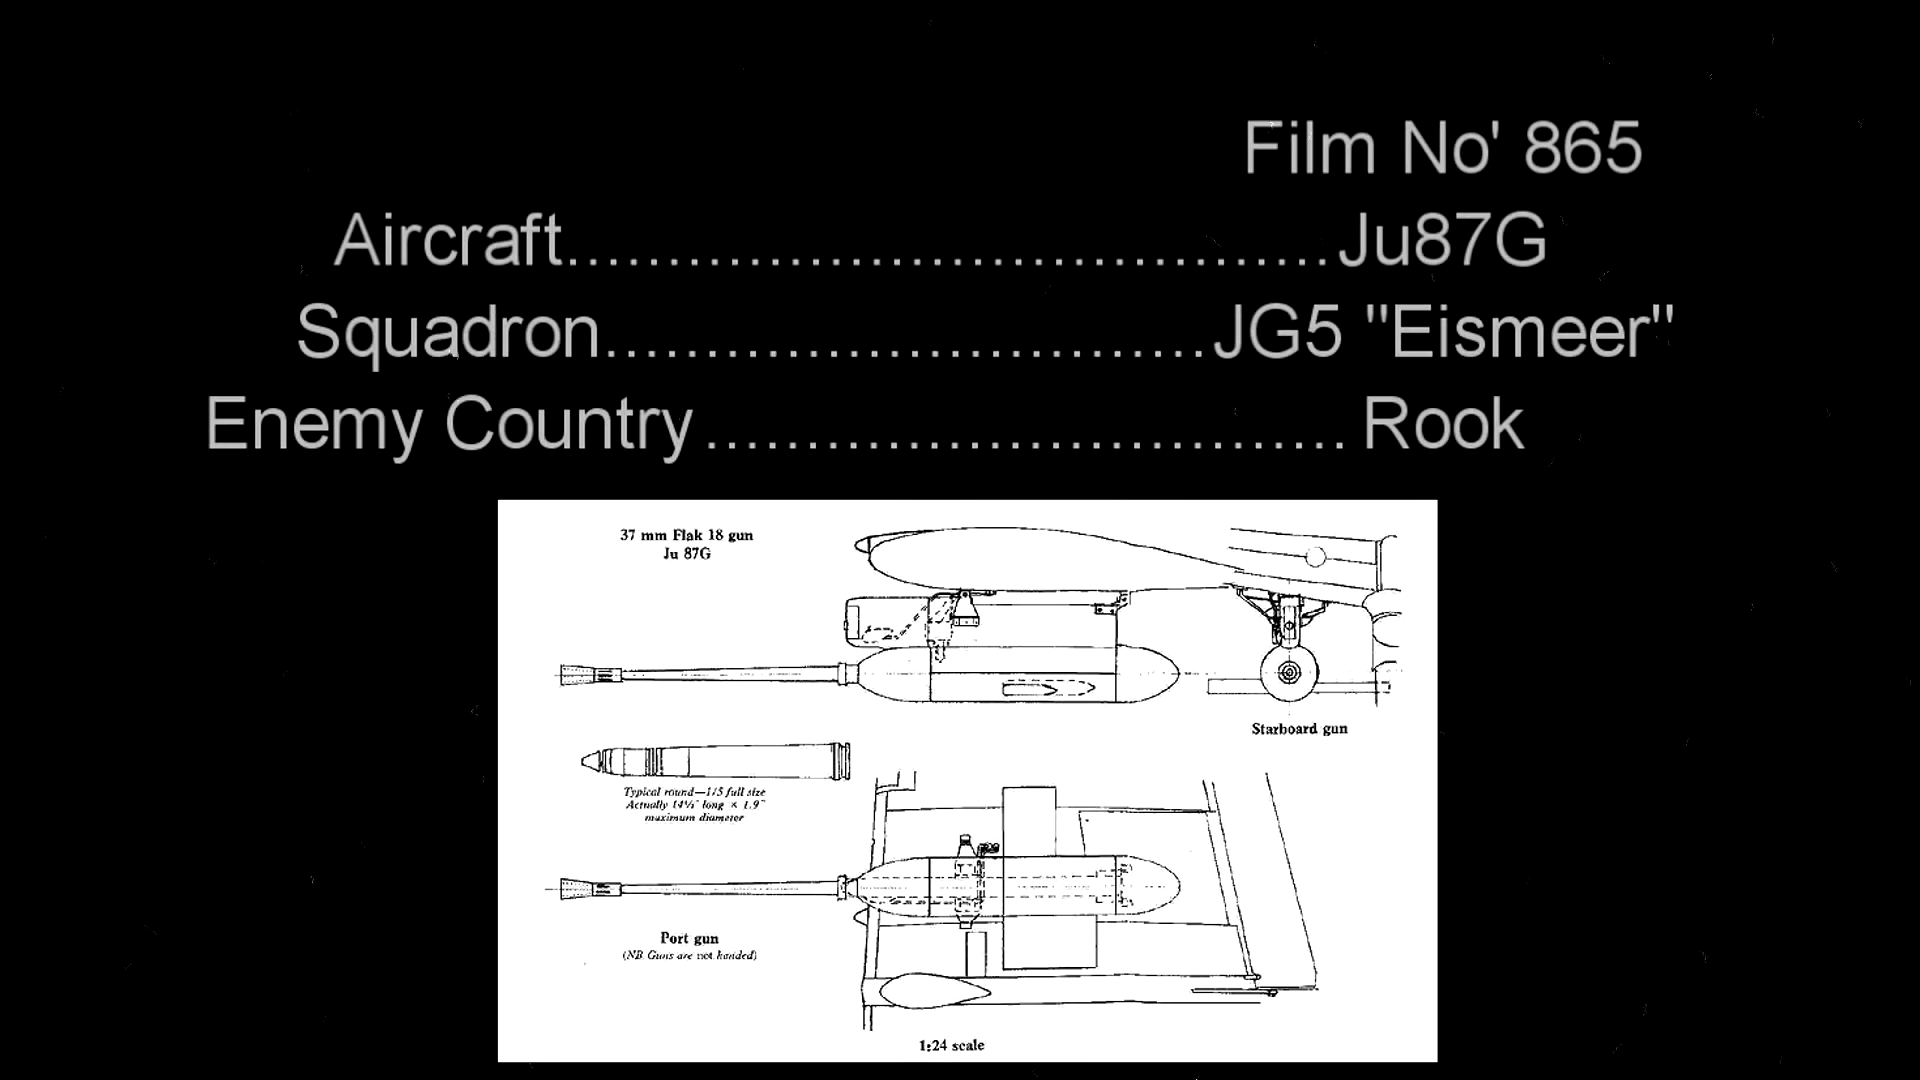 Film No' 865
Aircraft......................................Ju87G
Squadron..............................JG5 "Eismeer"
Enemy Country................................ Rook
37 mm Flak 18 gun
Ju 87G
Starboard gun
Typical round—1/5 full size
Actually 14½" long × 1.9"
maximum diameter
Port gun
(NB Guns are not handed)
1:24 scale